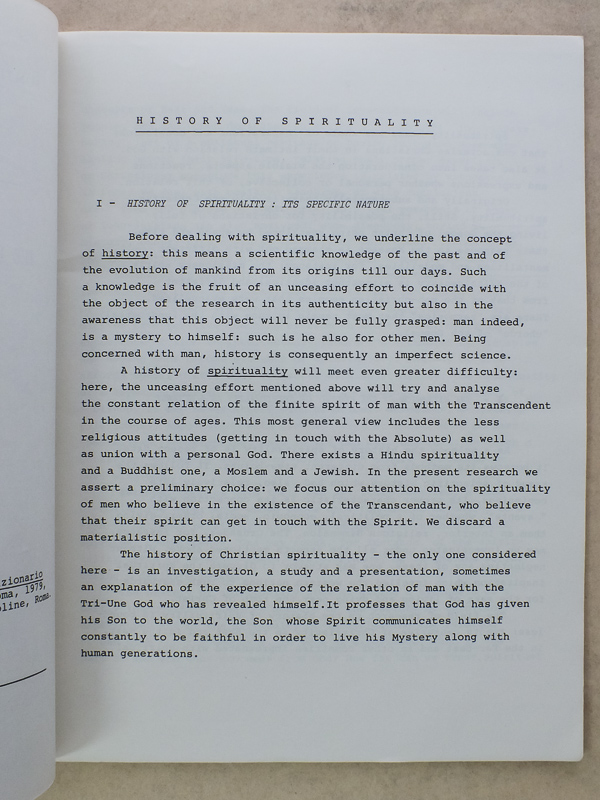 HISTORY OF SPIRITUALITY
I - HISTORY OF SPIRITUALITY : ITS SPECIFIC NATURE
Before dealing with spirituality, we underline the concept
of history: this means a scientific knowledge of the past and of
the evolution of mankind from its origins till our days. Such
a knowledge is the fruit of an unceasing effort to coincide with
the object of the research in its authenticity but also in the
awareness that this object will never be fully grasped: man indeed,
is a mystery to himself: such is he also for other men. Being
concerned with man, history is consequently an imperfect science.
A history of spirituality will meet even greater difficulty:
here, the unceasing effort mentioned above will try and analyse
the constant relation of the finite spirit of man with the Transcendent
in the course of ages. This most general view includes the less
religious attitudes (getting in touch with the Absolute) as well
as union with a personal God. There exists a Hindu spirituality
and a Buddhist one, a Moslem and a Jewish. In the present research we
assert a preliminary choice: we focus our attention on the spirituality
of men who believe in the existence of the Transcendant, who believe
that their spirit can get in touch with the Spirit. We discard a
materialistic position.
The history of Christian spirituality - the only one considered
here - is an investigation, a study and a presentation, sometimes
an explanation of the experience of the relation of man with the
Tri-Une God who has revealed himself.It professes that God has given
his Son to the world, the Son whose Spirit communicates himself
constantly to be faithful in order to live his Mystery along with
human generations.
zionario
oma, 1979,
oline, Roma.